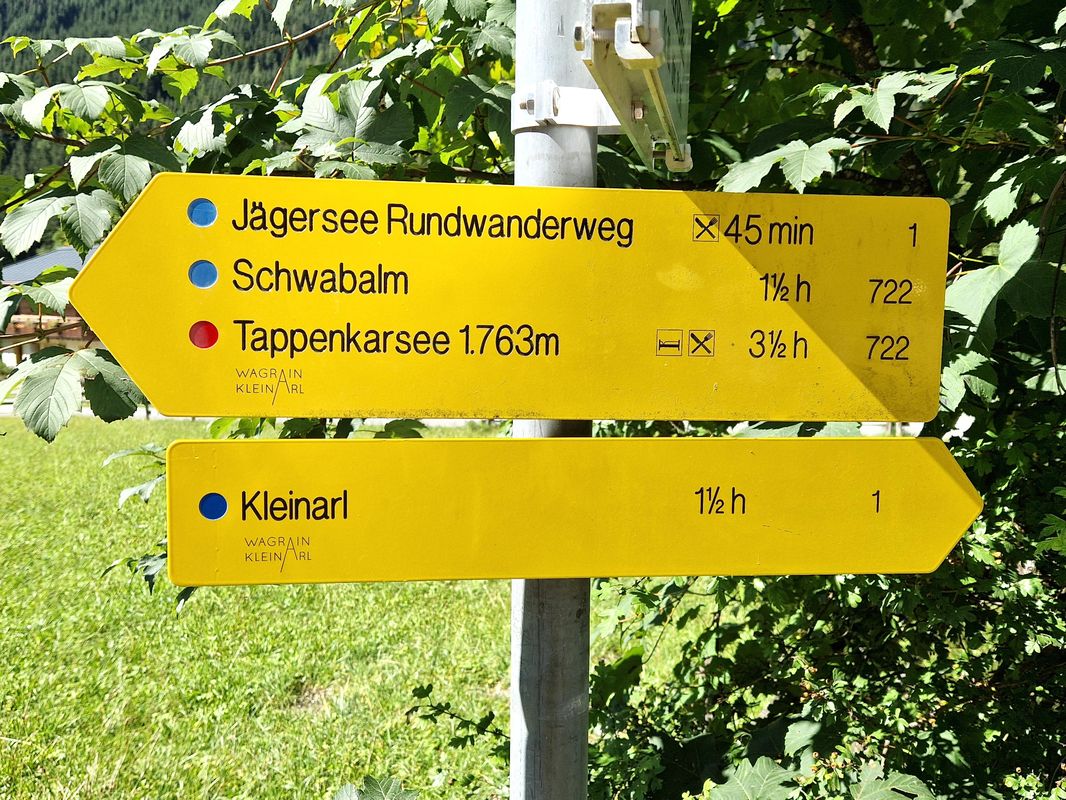 Jägersee Rundwanderweg 45 min 1
Schwabalm 1½ h 722
Tappenkarsee 1.763m 3½ h 722
WAGRAIN
KLEINARL
Kleinarl 1½ h 1
WAGRAIN
KLEINARL